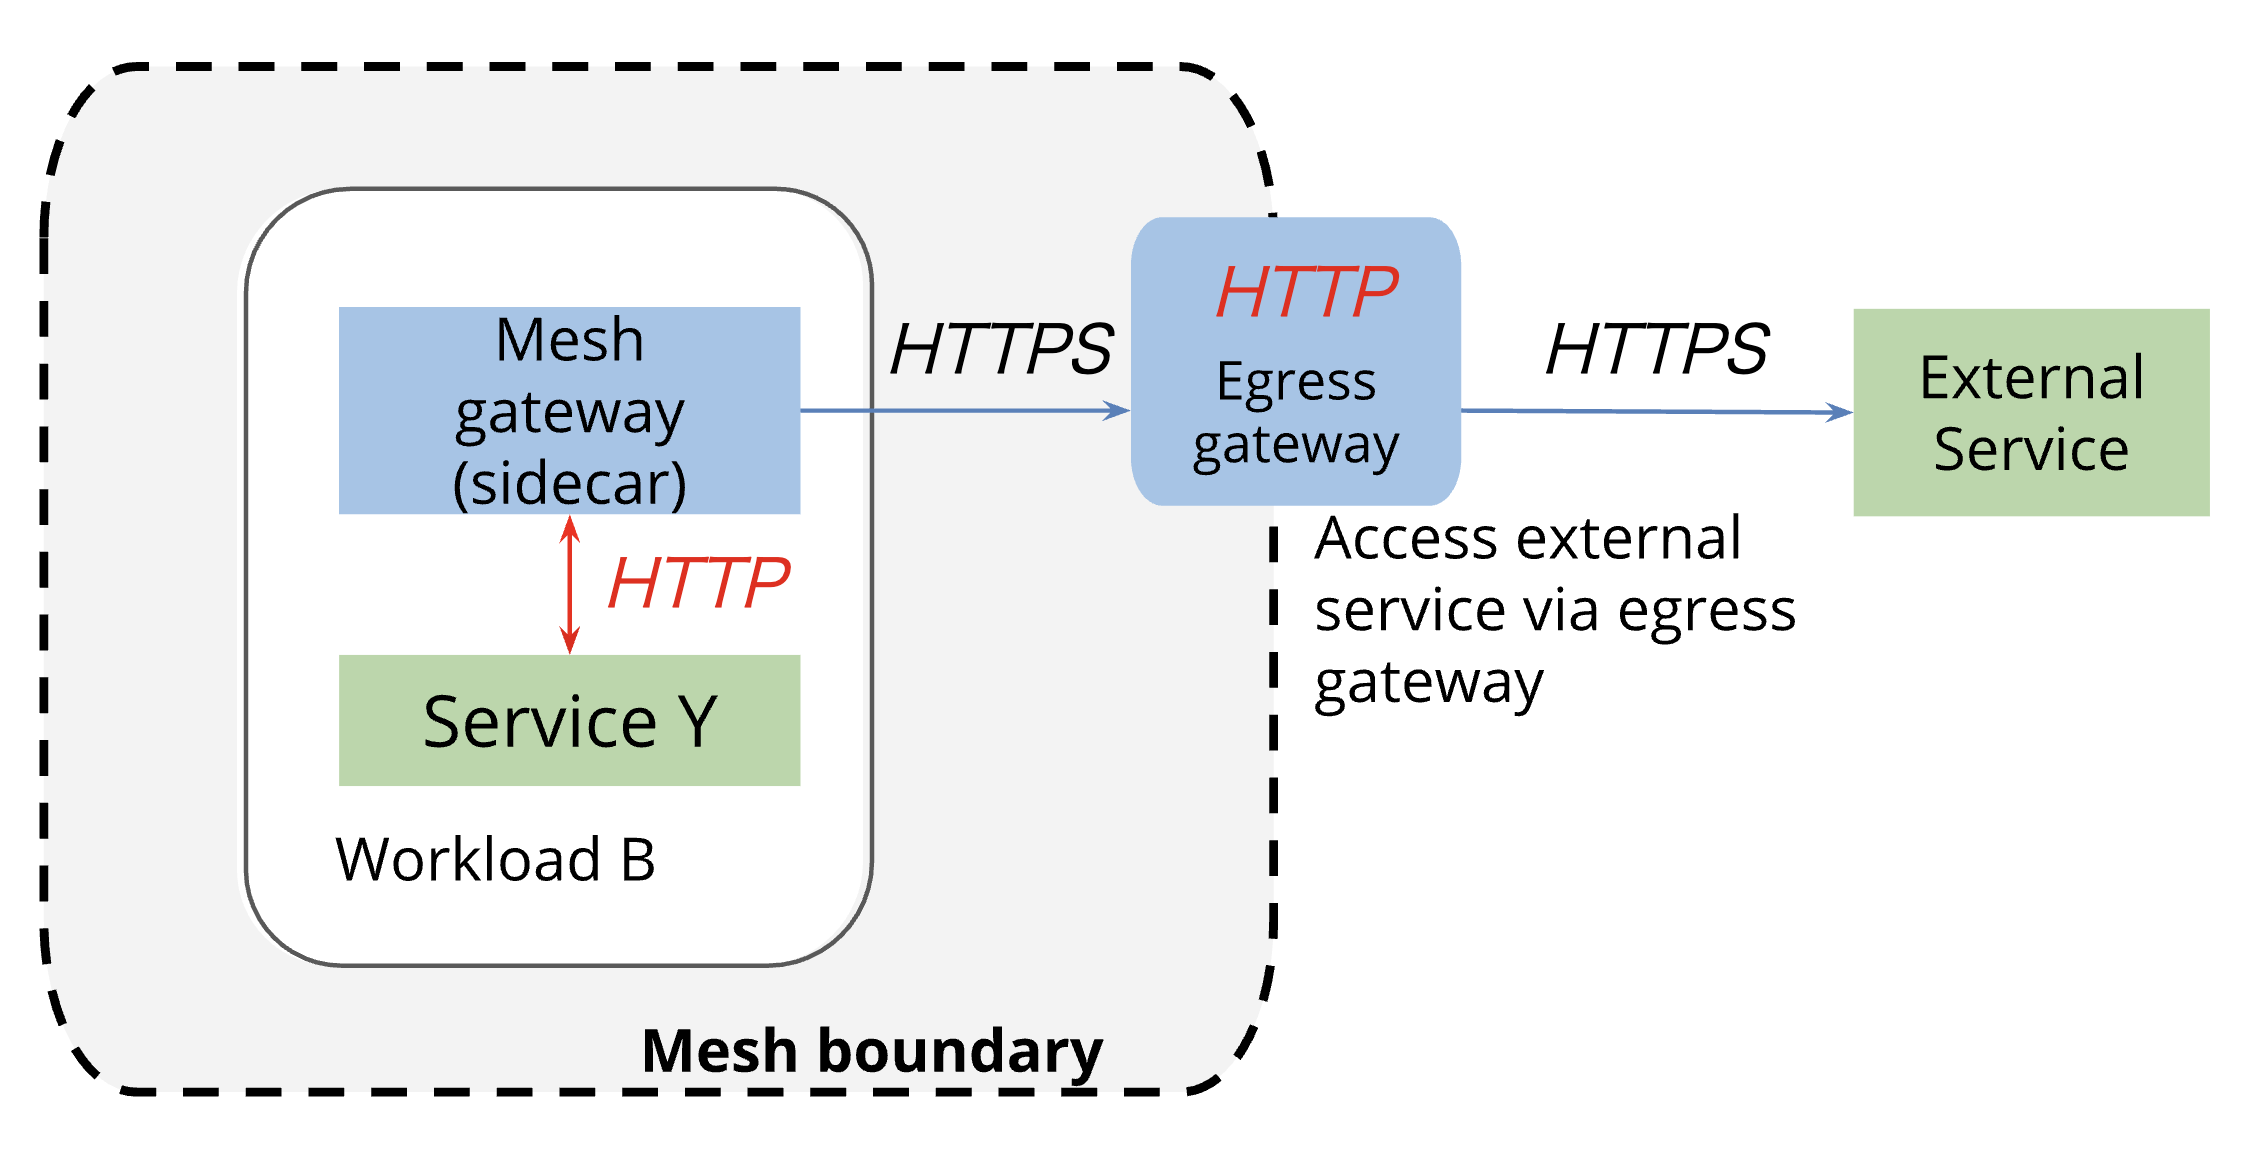 Mesh
gateway
(sidecar)
HTTP
Service Y
Workload B
HTTPS
HTTP
Egress
gateway
HTTPS
External
Service
Access external
service via egress
gateway
Mesh boundary